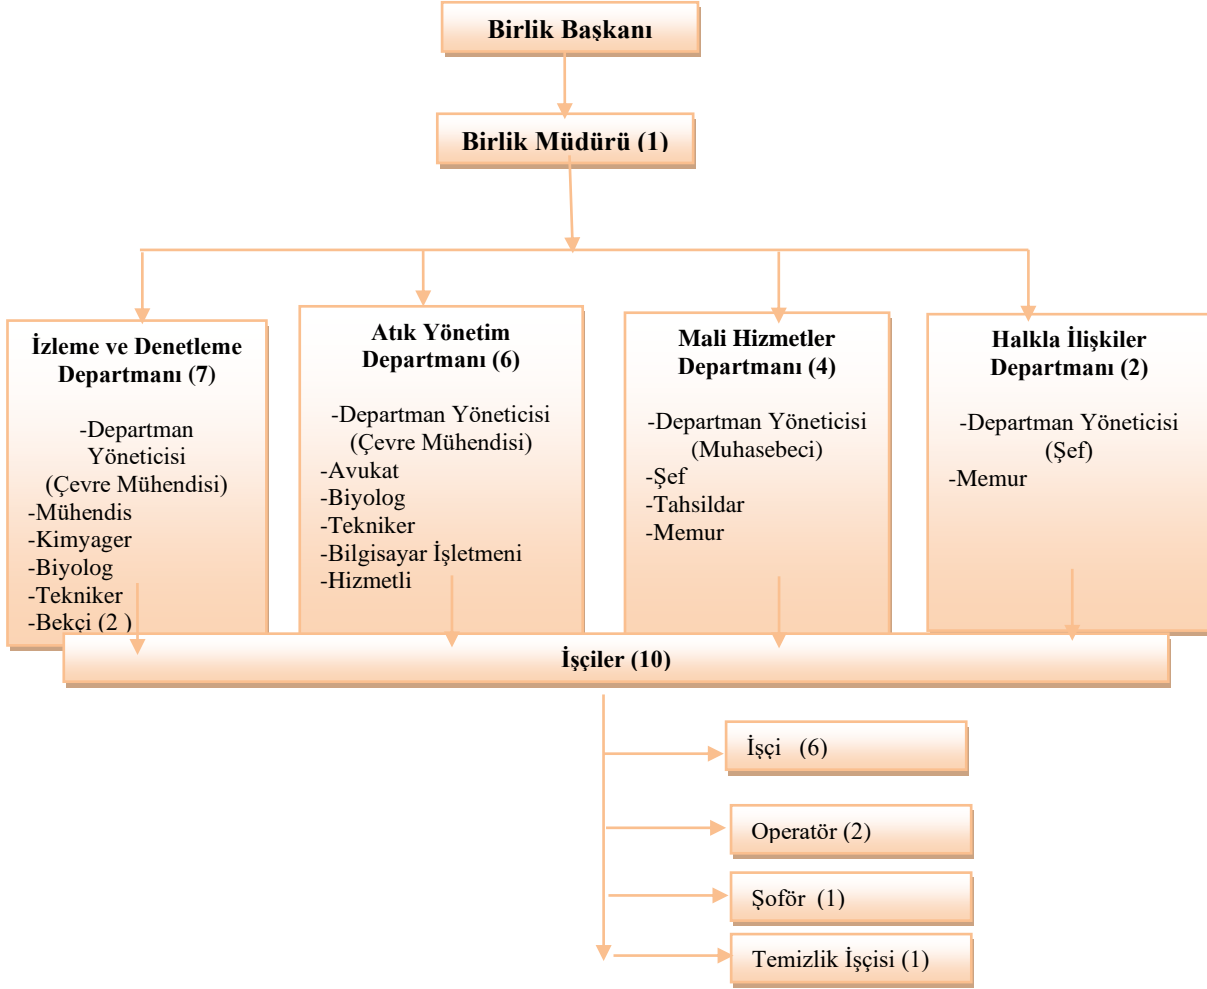 Birlik Başkanı
Birlik Müdürü (1)
İzleme ve Denetleme
Departmanı (7)
-Departman
Yöneticisi
(Çevre Mühendisi)
-Mühendis
-Kimyager
-Biyolog
-Tekniker
-Bekçi (2 )
Atık Yönetim
Departmanı (6)
-Departman Yöneticisi
(Çevre Mühendisi)
-Avukat
-Biyolog
-Tekniker
-Bilgisayar İşletmeni
-Hizmetli
Mali Hizmetler
Departmanı (4)
-Departman Yöneticisi
(Muhasebeci)
-Şef
-Tahsildar
-Memur
Halkla İlişkiler
Departmanı (2)
-Departman Yöneticisi
(Şef)
-Memur
İşçiler (10)
İşçi (6)
Operatör (2)
Şoför (1)
Temizlik İşçisi (1)